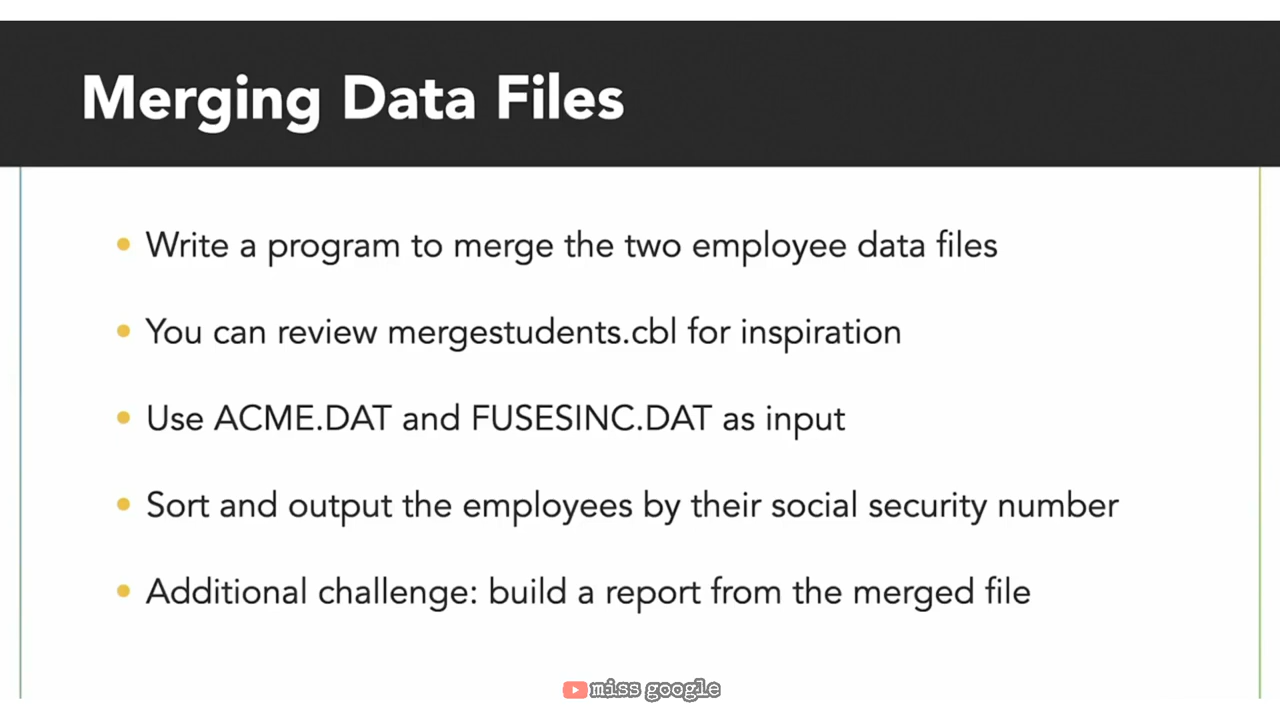 Merging Data Files
• Write a program to merge the two employee data files
• You can review mergestudents.cbl for inspiration
• Use ACME.DAT and FUSESINC.DAT as input
• Sort and output the employees by their social security number
• Additional challenge: build a report from the merged file
miss google